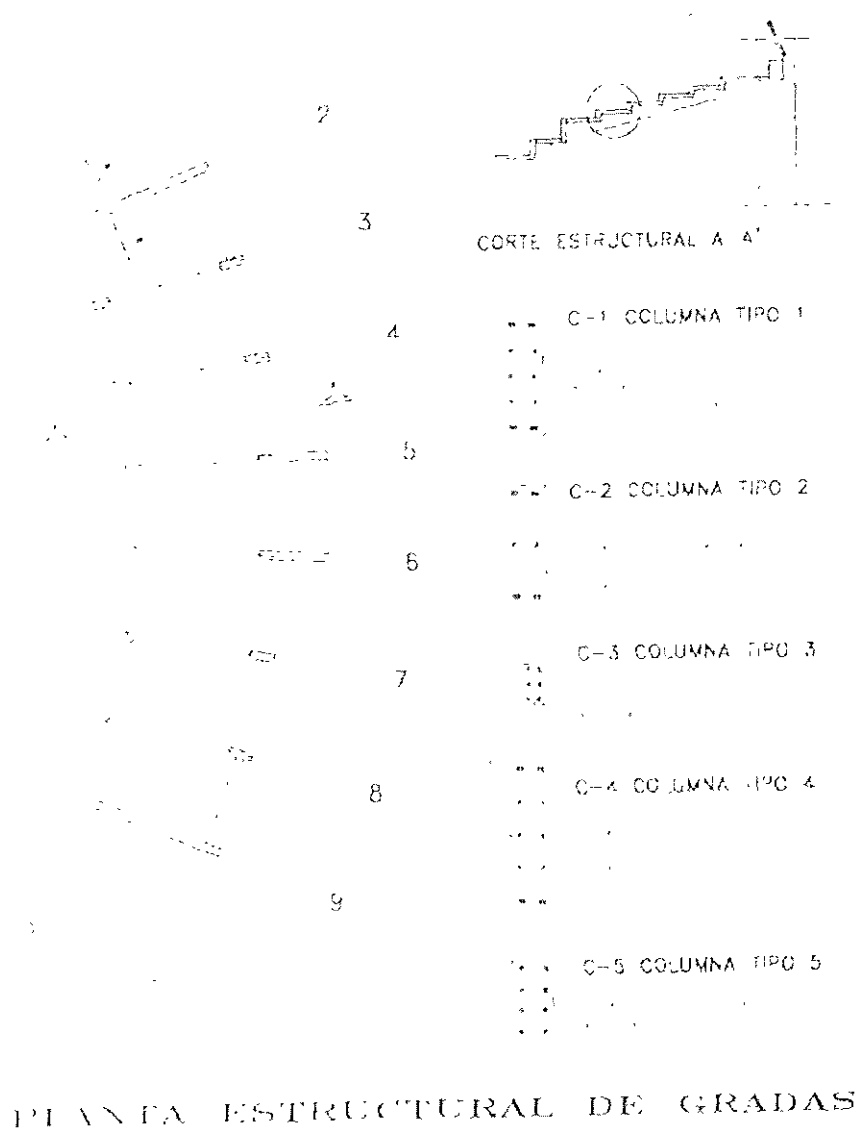 2
3
CORTE ESTRUCTURAL A A'
C-1 COLUMNA TIPO 1
4
5
C-2 COLUMNA TIPO 2
6
C-3 COLUMNA TIPO 3
7
C-4 COLUMNA TIPO 4
8
9
C-5 COLUMNA TIPO 5
PLANTA ESTRUCTURAL DE GRADAS